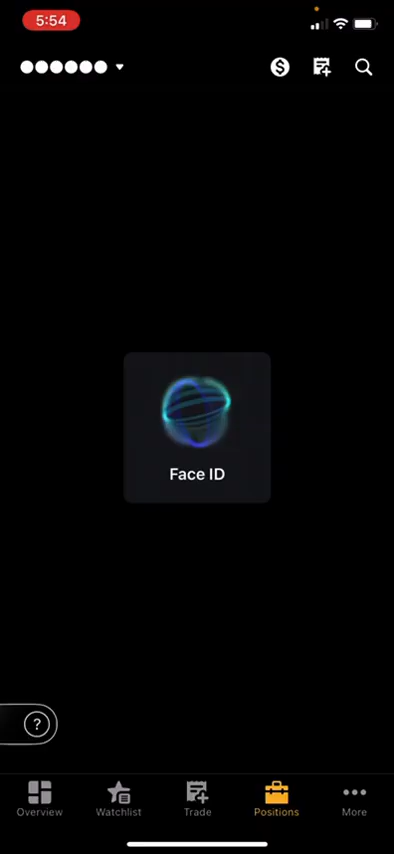 5:54
Face ID
?
Overview
Watchlist
Trade
Positions
More